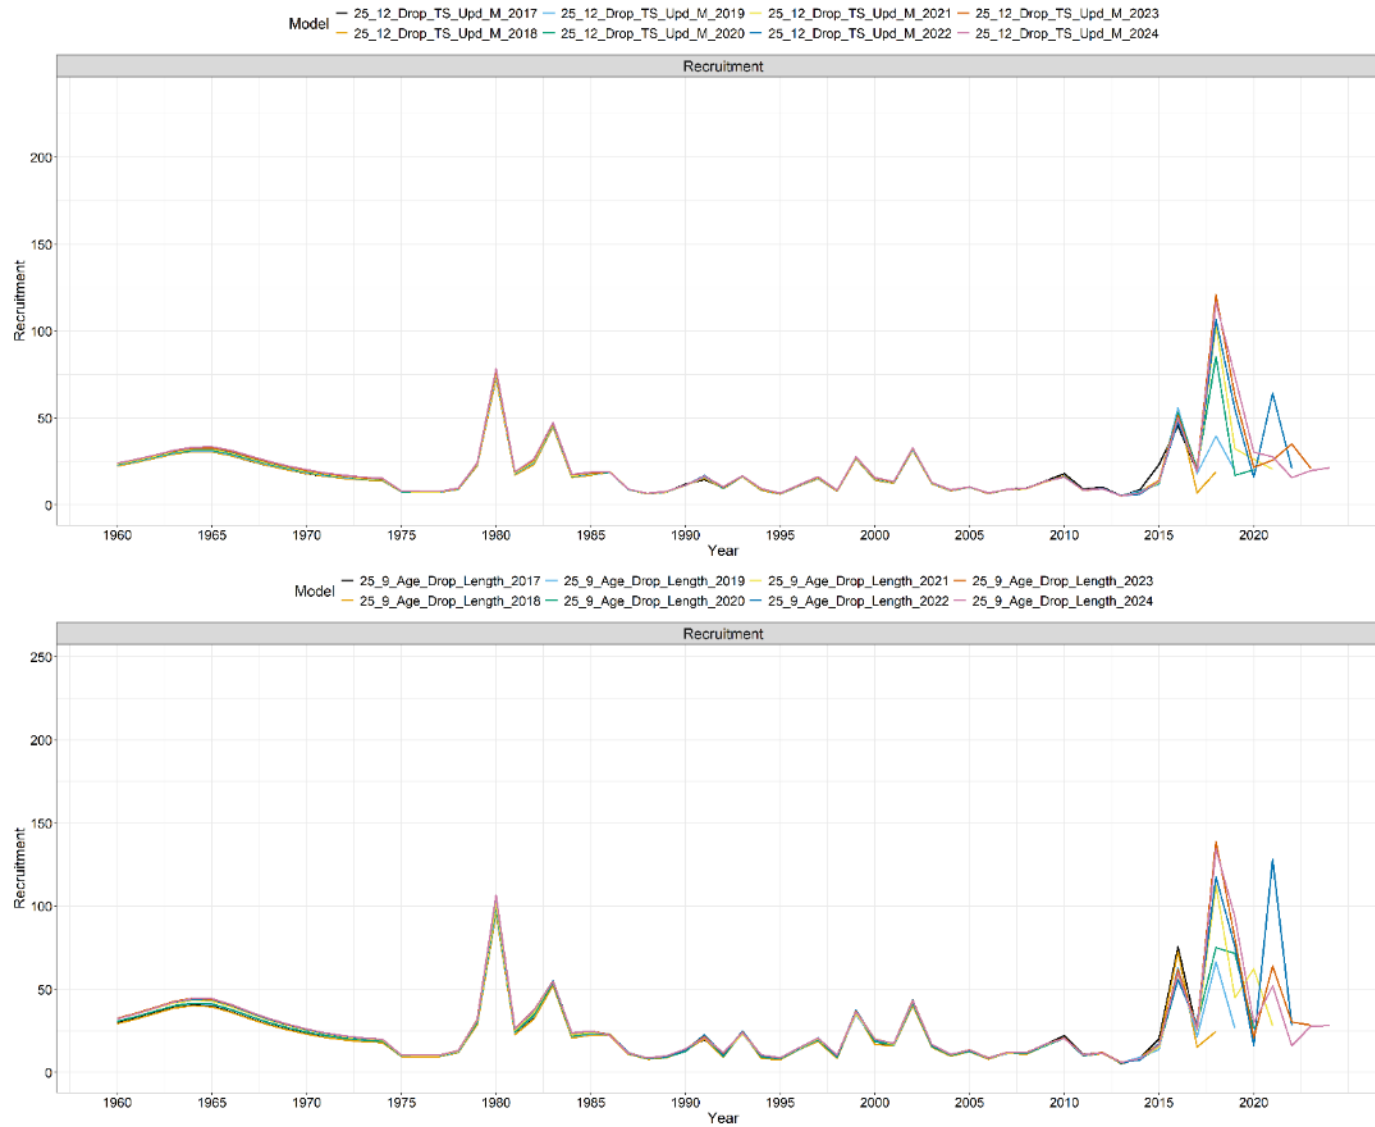 Model 25_12_Drop_TS_Upd_M_2017 25_12_Drop_TS_Upd_M_2019 25_12_Drop_TS_Upd_M_2021 25_12_Drop_TS_Upd_M_2023
25_12_Drop_TS_Upd_M_2018 25_12_Drop_TS_Upd_M_2020 25_12_Drop_TS_Upd_M_2022 25_12_Drop_TS_Upd_M_2024
Recruitment
Recruitment
200
150
100
50
0
1960 1965 1970 1975 1980 1985 1990 1995 2000 2005 2010 2015 2020
Year
Model 25_9_Age_Drop_Length_2017 25_9_Age_Drop_Length_2019 25_9_Age_Drop_Length_2021 25_9_Age_Drop_Length_2023
25_9_Age_Drop_Length_2018 25_9_Age_Drop_Length_2020 25_9_Age_Drop_Length_2022 25_9_Age_Drop_Length_2024
Recruitment
Recruitment
250
200
150
100
50
0
1960 1965 1970 1975 1980 1985 1990 1995 2000 2005 2010 2015 2020
Year